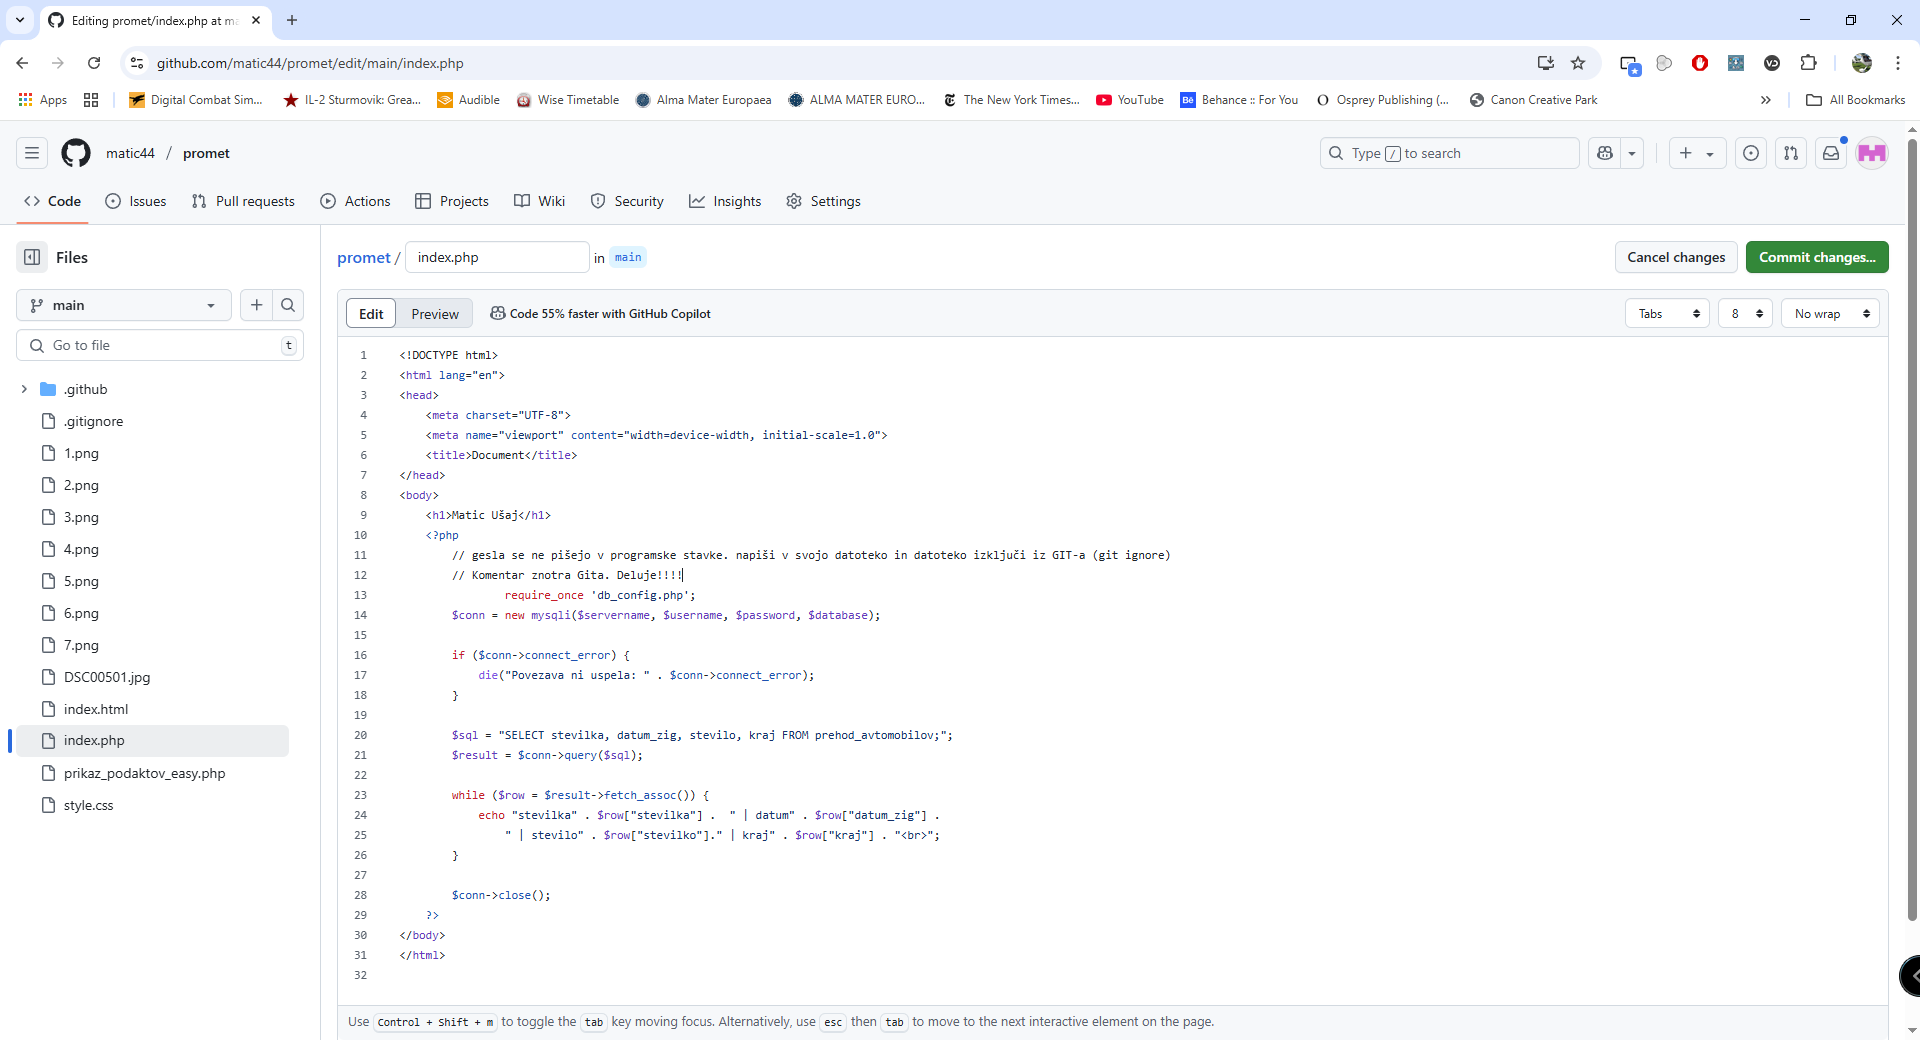 Editing promet/index.php at ma
github.com/matic44/promet/edit/main/index.php
Apps
Digital Combat Sim...
IL-2 Sturmovik: Grea...
Audible
Wise Timetable
Alma Mater Europaea
ALMA MATER EURO...
The New York Times...
YouTube
Behance :: For You
Osprey Publishing (...
Canon Creative Park
All Bookmarks
matic44 / promet
Type / to search
Code
Issues
Pull requests
Actions
Projects
Wiki
Security
Insights
Settings
Files
main
Go to file
t
.github
.gitignore
1.png
2.png
3.png
4.png
5.png
6.png
7.png
DSC00501.jpg
index.html
index.php
prikaz_podaktov_easy.php
style.css
promet / index.php in main
Cancel changes
Commit changes...
Edit
Preview
Code 55% faster with GitHub Copilot
Tabs
8
No wrap
1 <!DOCTYPE html>
2 <html lang="en">
3 <head>
4 <meta charset="UTF-8">
5 <meta name="viewport" content="width=device-width, initial-scale=1.0">
6 <title>Document</title>
7 </head>
8 <body>
9 <h1>Matic Ušaj</h1>
10 <?php
11 // gesla se ne pišejo v programske stavke. napiši v svojo datoteko in datoteko izključi iz GIT-a (git ignore)
12 // Komentar znotra Gita. Deluje!!!!
13 require_once 'db_config.php';
14 $conn = new mysqli($servername, $username, $password, $database);
15
16 if ($conn->connect_error) {
17 die("Povezava ni uspela: " . $conn->connect_error);
18 }
19
20 $sql = "SELECT stevilka, datum_zig, stevilo, kraj FROM prehod_avtomobilov;";
21 $result = $conn->query($sql);
22
23 while ($row = $result->fetch_assoc()) {
24 echo "stevilka" . $row["stevilka"] .  " | datum" . $row["datum_zig"] .
25 " | stevilo" . $row["stevilko"]." | kraj" . $row["kraj"] . "<br>";
26 }
27
28 $conn->close();
29 ?>
30 </body>
31 </html>
32
Use Control + Shift + m to toggle the tab key moving focus. Alternatively, use esc then tab to move to the next interactive element on the page.